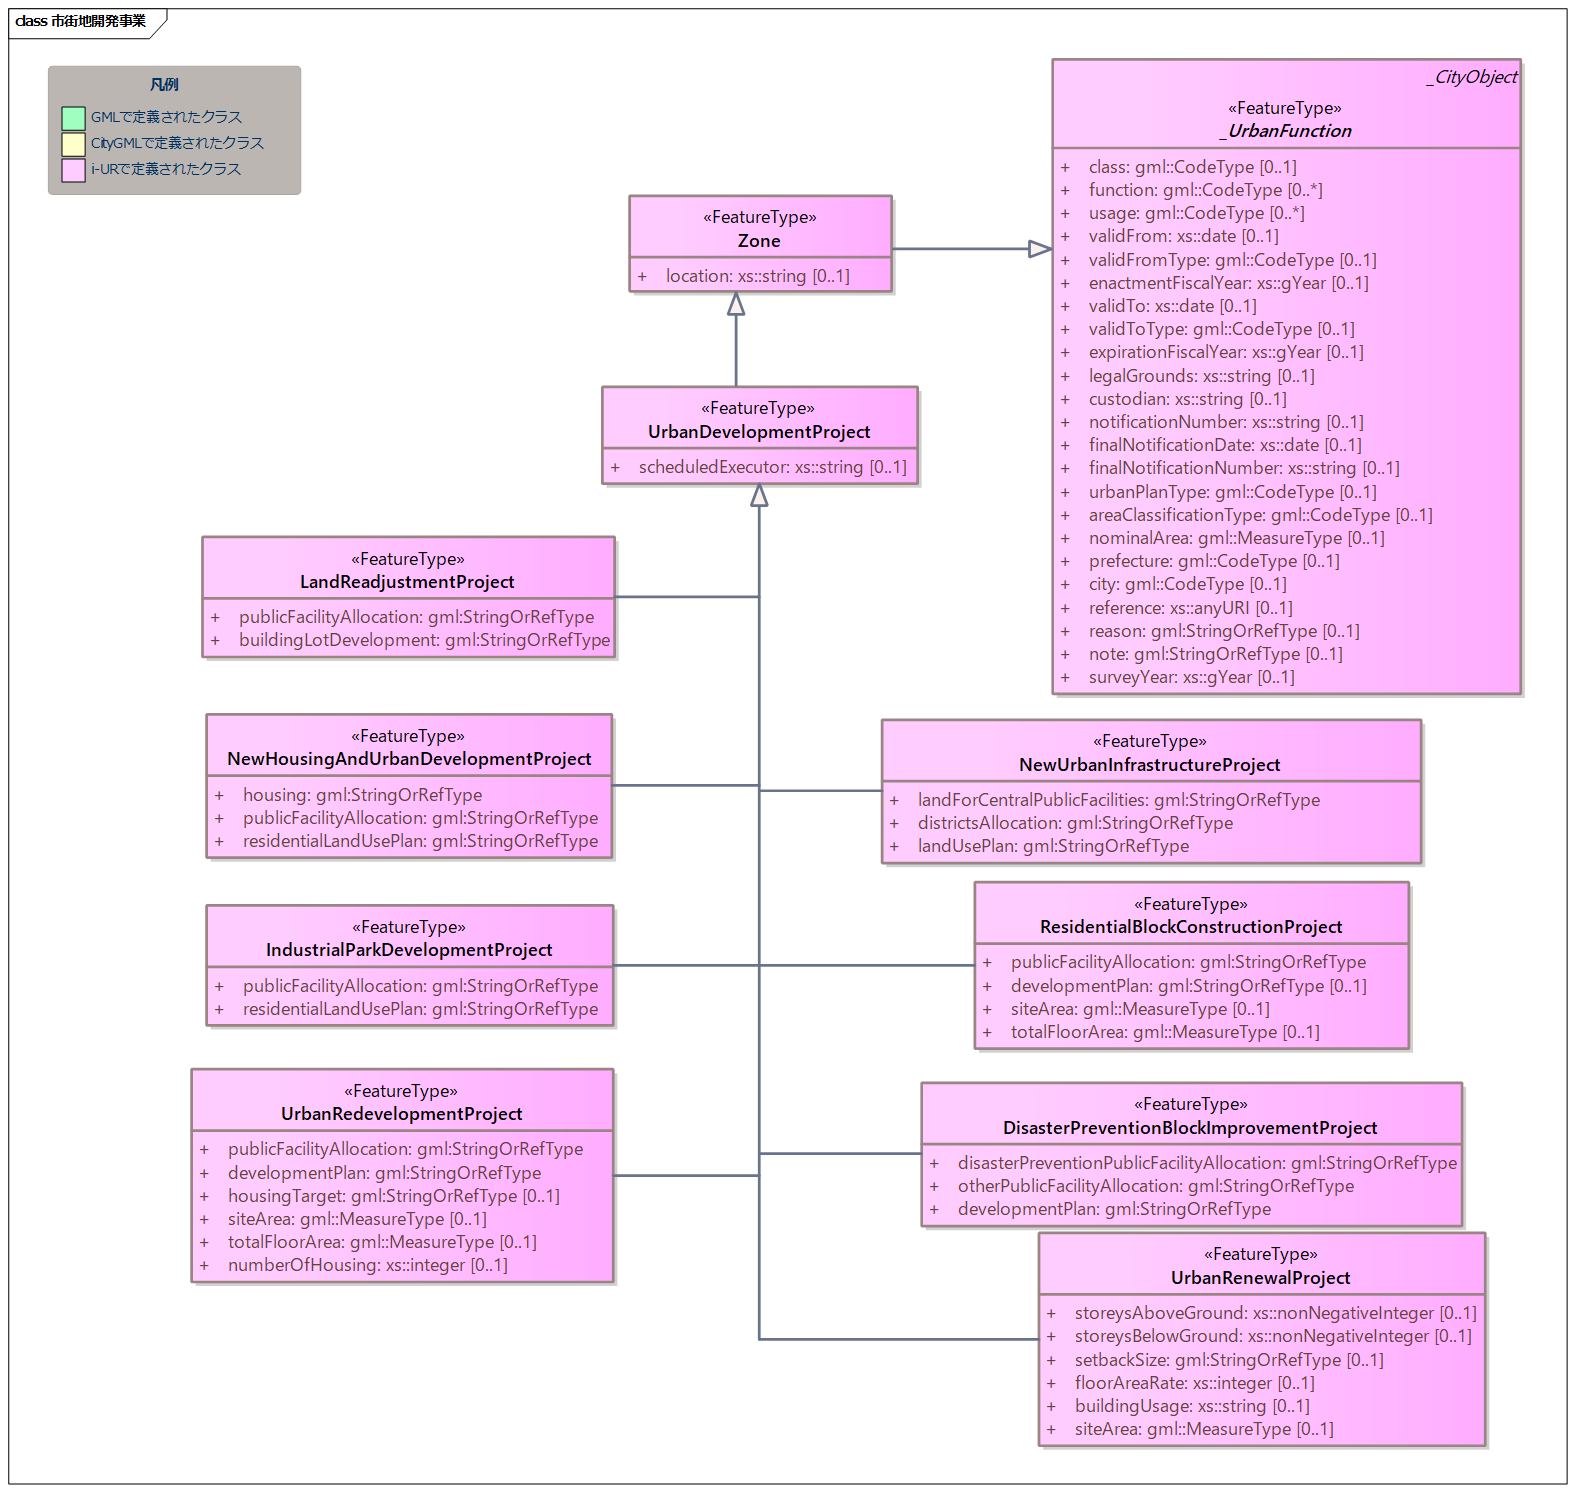 class 市街地開発事業
凡例
GMLで定義されたクラス
CityGMLで定義されたクラス
i-URで定義されたクラス
_CityObject
«FeatureType»
_UrbanFunction
+ class: gml::CodeType [0..1]
+ function: gml::CodeType [0..*]
+ usage: gml::CodeType [0..*]
+ validFrom: xs::date [0..1]
+ validFromType: gml::CodeType [0..1]
+ enactmentFiscalYear: xs::gYear [0..1]
+ validTo: xs::date [0..1]
+ validToType: gml::CodeType [0..1]
+ expirationFiscalYear: xs::gYear [0..1]
+ legalGrounds: xs::string [0..1]
+ custodian: xs::string [0..1]
+ notificationNumber: xs::string [0..1]
+ finalNotificationDate: xs::date [0..1]
+ finalNotificationNumber: xs::string [0..1]
+ urbanPlanType: gml::CodeType [0..1]
+ areaClassificationType: gml::CodeType [0..1]
+ nominalArea: gml::MeasureType [0..1]
+ prefecture: gml::CodeType [0..1]
+ city: gml::CodeType [0..1]
+ reference: xs::anyURI [0..1]
+ reason: gml:StringOrRefType [0..1]
+ note: gml:StringOrRefType [0..1]
+ surveyYear: xs::gYear [0..1]
«FeatureType»
Zone
+ location: xs::string [0..1]
«FeatureType»
UrbanDevelopmentProject
+ scheduledExecutor: xs::string [0..1]
«FeatureType»
LandReadjustmentProject
+ publicFacilityAllocation: gml:StringOrRefType
+ buildingLotDevelopment: gml:StringOrRefType
«FeatureType»
NewHousingAndUrbanDevelopmentProject
+ housing: gml:StringOrRefType
+ publicFacilityAllocation: gml:StringOrRefType
+ residentialLandUsePlan: gml:StringOrRefType
«FeatureType»
NewUrbanInfrastructureProject
+ landForCentralPublicFacilities: gml:StringOrRefType
+ districtsAllocation: gml:StringOrRefType
+ landUsePlan: gml:StringOrRefType
«FeatureType»
IndustrialParkDevelopmentProject
+ publicFacilityAllocation: gml:StringOrRefType
+ residentialLandUsePlan: gml:StringOrRefType
«FeatureType»
ResidentialBlockConstructionProject
+ publicFacilityAllocation: gml:StringOrRefType
+ developmentPlan: gml:StringOrRefType [0..1]
+ siteArea: gml::MeasureType [0..1]
+ totalFloorArea: gml::MeasureType [0..1]
«FeatureType»
UrbanRedevelopmentProject
+ publicFacilityAllocation: gml:StringOrRefType
+ developmentPlan: gml:StringOrRefType
+ housingTarget: gml:StringOrRefType [0..1]
+ siteArea: gml::MeasureType [0..1]
+ totalFloorArea: gml::MeasureType [0..1]
+ numberOfHousing: xs::integer [0..1]
«FeatureType»
DisasterPreventionBlockImprovementProject
+ disasterPreventionPublicFacilityAllocation: gml:StringOrRefType
+ otherPublicFacilityAllocation: gml:StringOrRefType
+ developmentPlan: gml:StringOrRefType
«FeatureType»
UrbanRenewalProject
+ storeysAboveGround: xs::nonNegativeInteger [0..1]
+ storeysBelowGround: xs::nonNegativeInteger [0..1]
+ setbackSize: gml:StringOrRefType [0..1]
+ floorAreaRate: xs::integer [0..1]
+ buildingUsage: xs::string [0..1]
+ siteArea: gml::MeasureType [0..1]